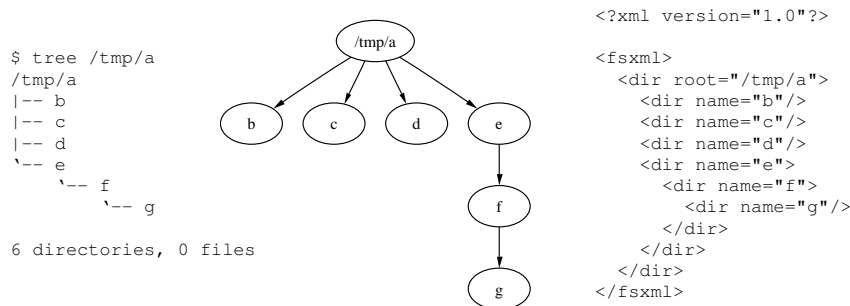 $ tree /tmp/a
/tmp/a
|-- b
|-- c
|-- d
`-- e
    `-- f
        `-- g
6 directories, 0 files
/tmp/a
b c d e
f
g
<?xml version="1.0"?>
<fsxml>
  <dir root="/tmp/a">
    <dir name="b"/>
    <dir name="c"/>
    <dir name="d"/>
    <dir name="e">
      <dir name="f">
        <dir name="g"/>
      </dir>
    </dir>
  </dir>
</fsxml>